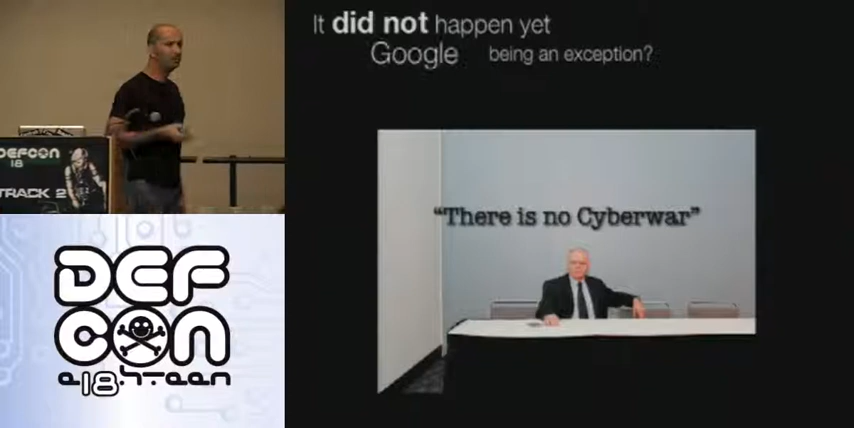 It did not happen yet
Google being an exception?
"There is no Cyberwar"
DEFCON
18
TRACK 2
DEF
CON
e18hteen